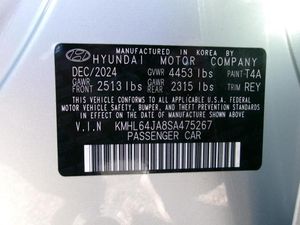 MANUFACTURED IN KOREA BY
HYUNDAI MOTOR COMPANY
DEC/2024 GVWR 4453 lbs PAINT T4A
GAWR FRONT 2513 lbs GAWR REAR 2315 lbs TRIM REY
THIS VEHICLE CONFORMS TO ALL APPLICABLE U.S. FEDERAL
MOTOR VEHICLE SAFETY, BUMPER, AND THEFT PREVENTION STANDARDS
IN EFFECT ON THE DATE OF MANUFACTURE SHOWN ABOVE.
V.I.N KMHL64JA8SA475267
PASSENGER CAR